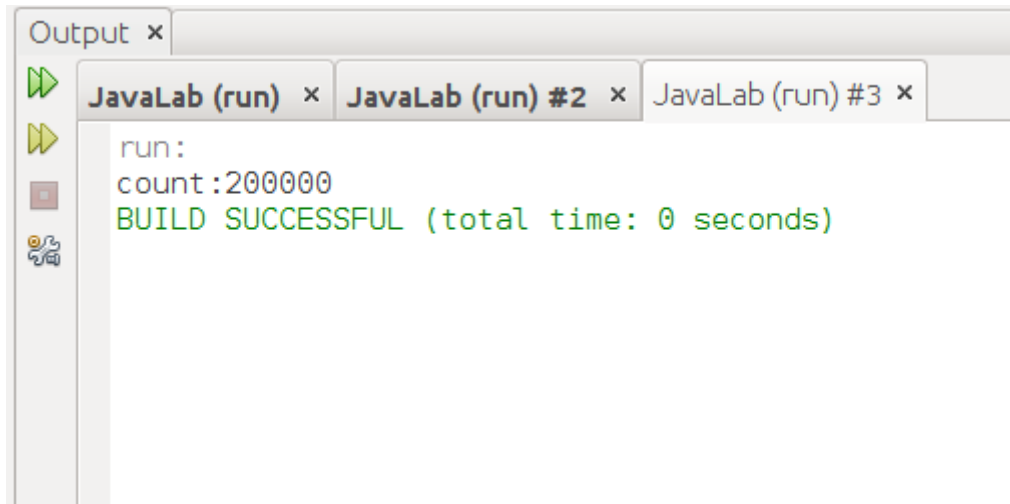 Output ×
JavaLab (run) × JavaLab (run) #2 × JavaLab (run) #3 ×
run:
count:200000
BUILD SUCCESSFUL (total time: 0 seconds)